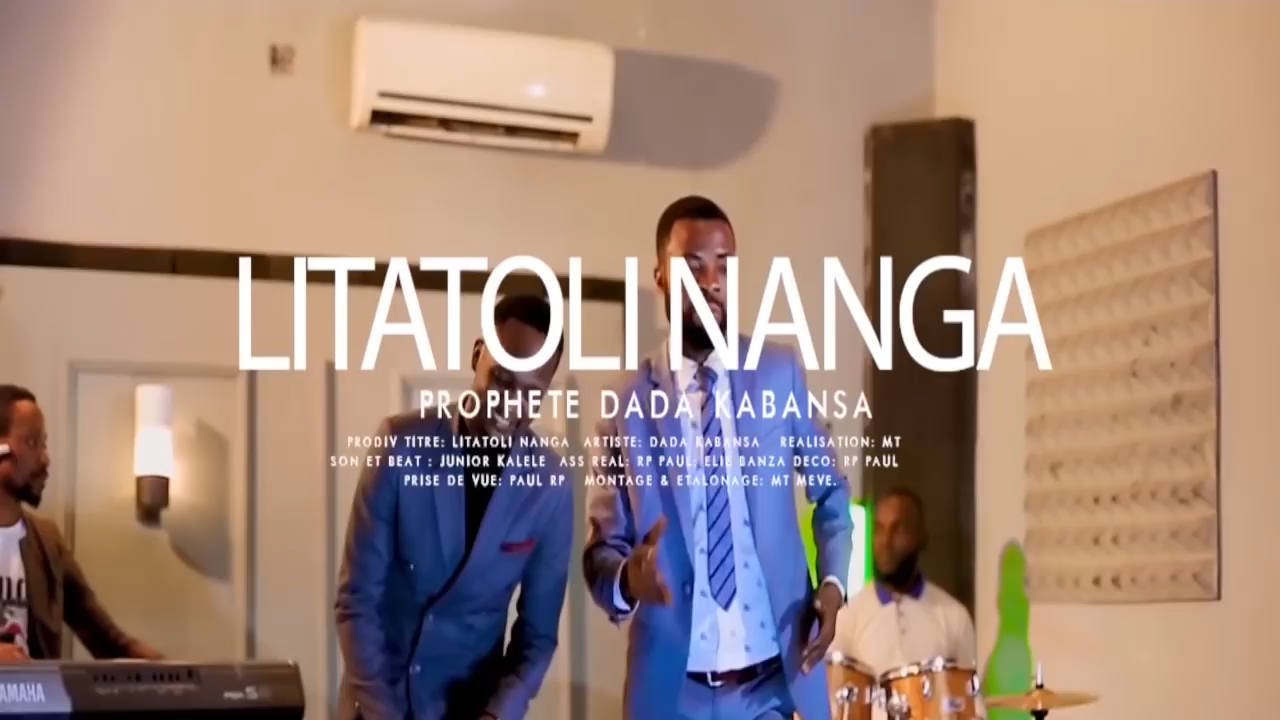 LITATOLI NANGA
PROPHETE DADA KABANSA
PRODIV TITRE: LITATOLI NANGA ARTISTE: DADA KABANSA REALISATION: MT
SON ET BEAT : JUNIOR KALELE ASS REAL: RP PAUL; ELIE BANZA DECO: RP PAUL
PRISE DE VUE: PAUL RP MONTAGE & ETALONAGE: MT MEVE.
YAMAHA